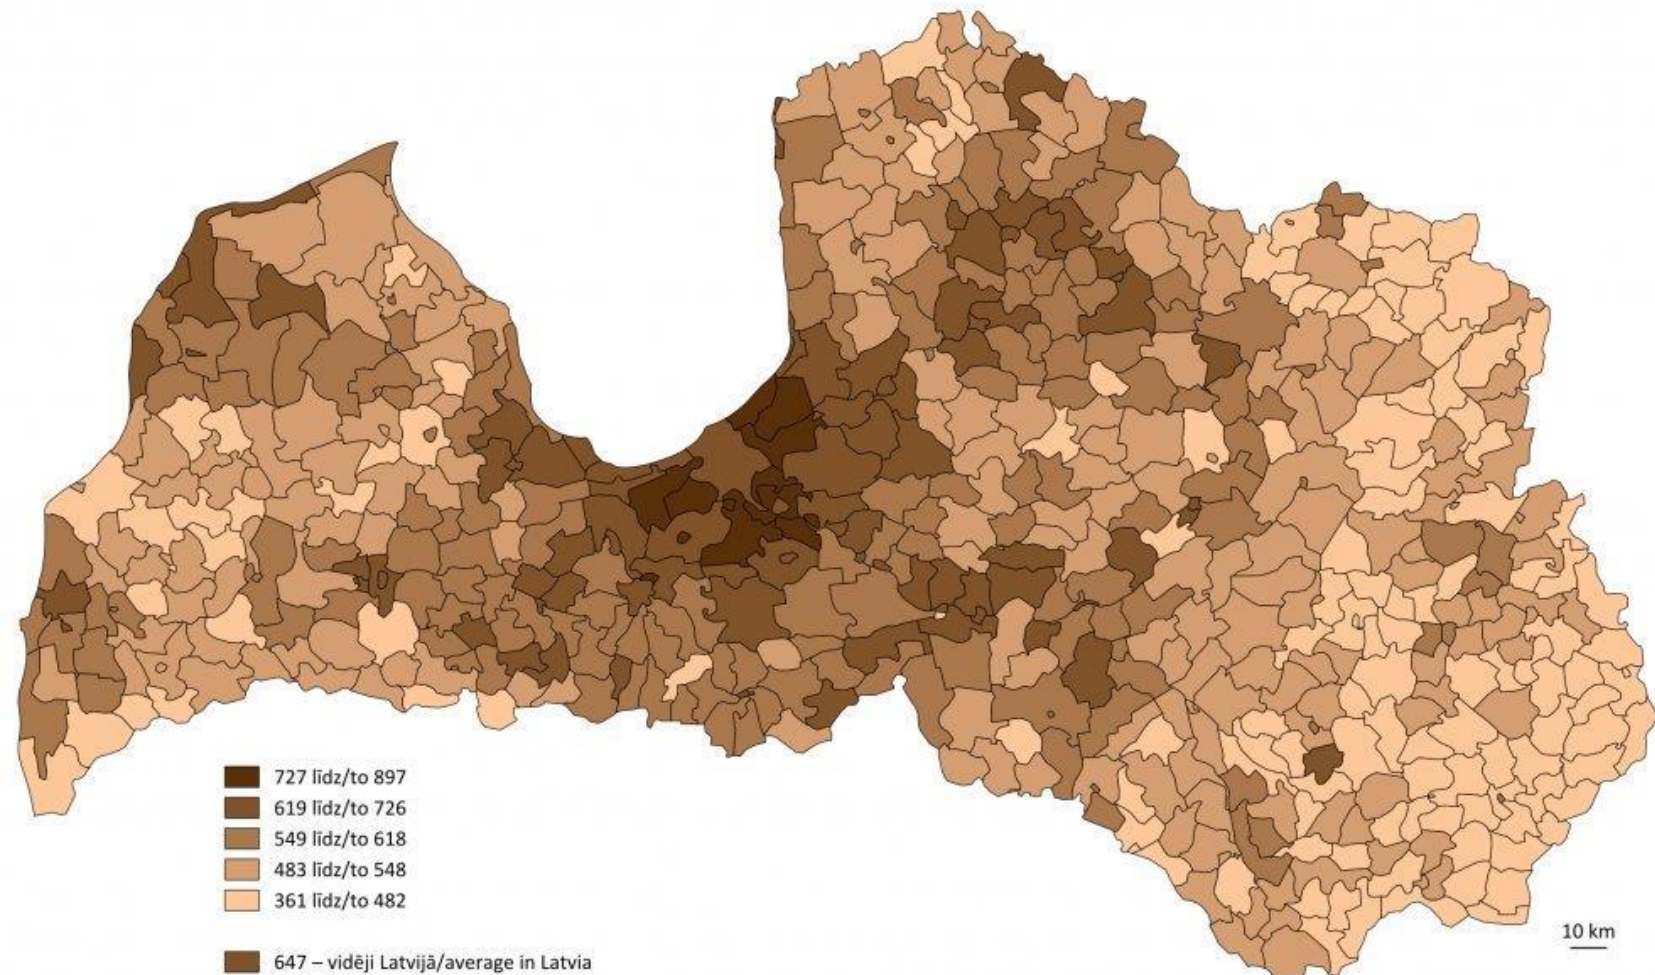 727 līdz/to 897
619 līdz/to 726
549 līdz/to 618
483 līdz/to 548
361 līdz/to 482
647 – vidēji Latvijā/average in Latvia
10 km